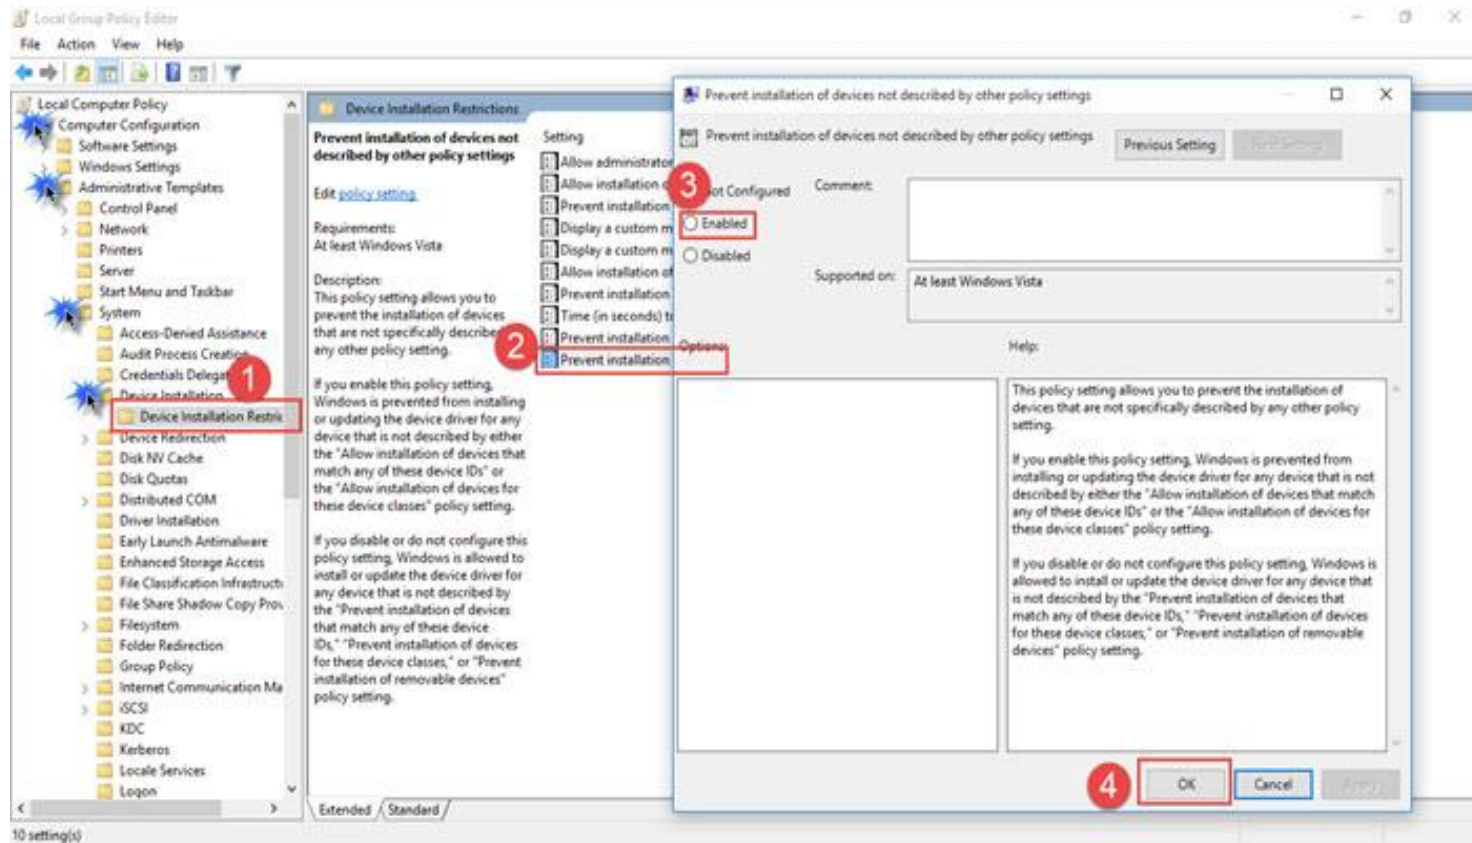 Local Group Policy Editor
File Action View Help
Local Computer Policy
Computer Configuration
Software Settings
Windows Settings
Administrative Templates
Control Panel
Network
Printers
Server
Start Menu and Taskbar
System
Access-Denied Assistance
Audit Process Creation
Credentials Delegat
1
Device Installation
Device Installation Restric
Device Redirection
Disk NV Cache
Disk Quotas
Distributed COM
Driver Installation
Early Launch Antimalware
Enhanced Storage Access
File Classification Infrastructu
File Share Shadow Copy Prov
Filesystem
Folder Redirection
Group Policy
Internet Communication Ma
iSCSI
KDC
Kerberos
Locale Services
Logon
10 setting(s)
Device Installation Restrictions
Prevent installation of devices not
described by other policy settings
Edit policy setting
Requirements:
At least Windows Vista
Description:
This policy setting allows you to
prevent the installation of devices
that are not specifically describe
any other policy setting.
If you enable this policy setting,
Windows is prevented from installing
or updating the device driver for any
device that is not described by either
the "Allow installation of devices that
match any of these device IDs" or
the "Allow installation of devices for
these device classes" policy setting.
If you disable or do not configure this
policy setting, Windows is allowed to
install or update the device driver for
any device that is not described by
the "Prevent installation of devices
that match any of these device
IDs," "Prevent installation of devices
for these device classes," or "Prevent
installation of removable devices"
policy setting.
Extended Standard
Setting
Allow administrator
Allow installation o
Prevent installation
Display a custom m
Display a custom m
Allow installation of
Prevent installation
Time (in seconds) t
Prevent installation
2
Prevent installation
Prevent installation of devices not described by other policy settings
Prevent installation of devices not described by other policy settings
Previous Setting
Next Setting
3
ot Configured
Comment:
Enabled
Disabled
Supported on:
At least Windows Vista
Options:
Help:
This policy setting allows you to prevent the installation of
devices that are not specifically described by any other policy
setting.
If you enable this policy setting, Windows is prevented from
installing or updating the device driver for any device that is not
described by either the "Allow installation of devices that match
any of these device IDs" or the "Allow installation of devices for
these device classes" policy setting.
If you disable or do not configure this policy setting, Windows is
allowed to install or update the device driver for any device that
is not described by the "Prevent installation of devices that
match any of these device IDs," "Prevent installation of devices
for these device classes," or "Prevent installation of removable
devices" policy setting.
4
OK Cancel Apply